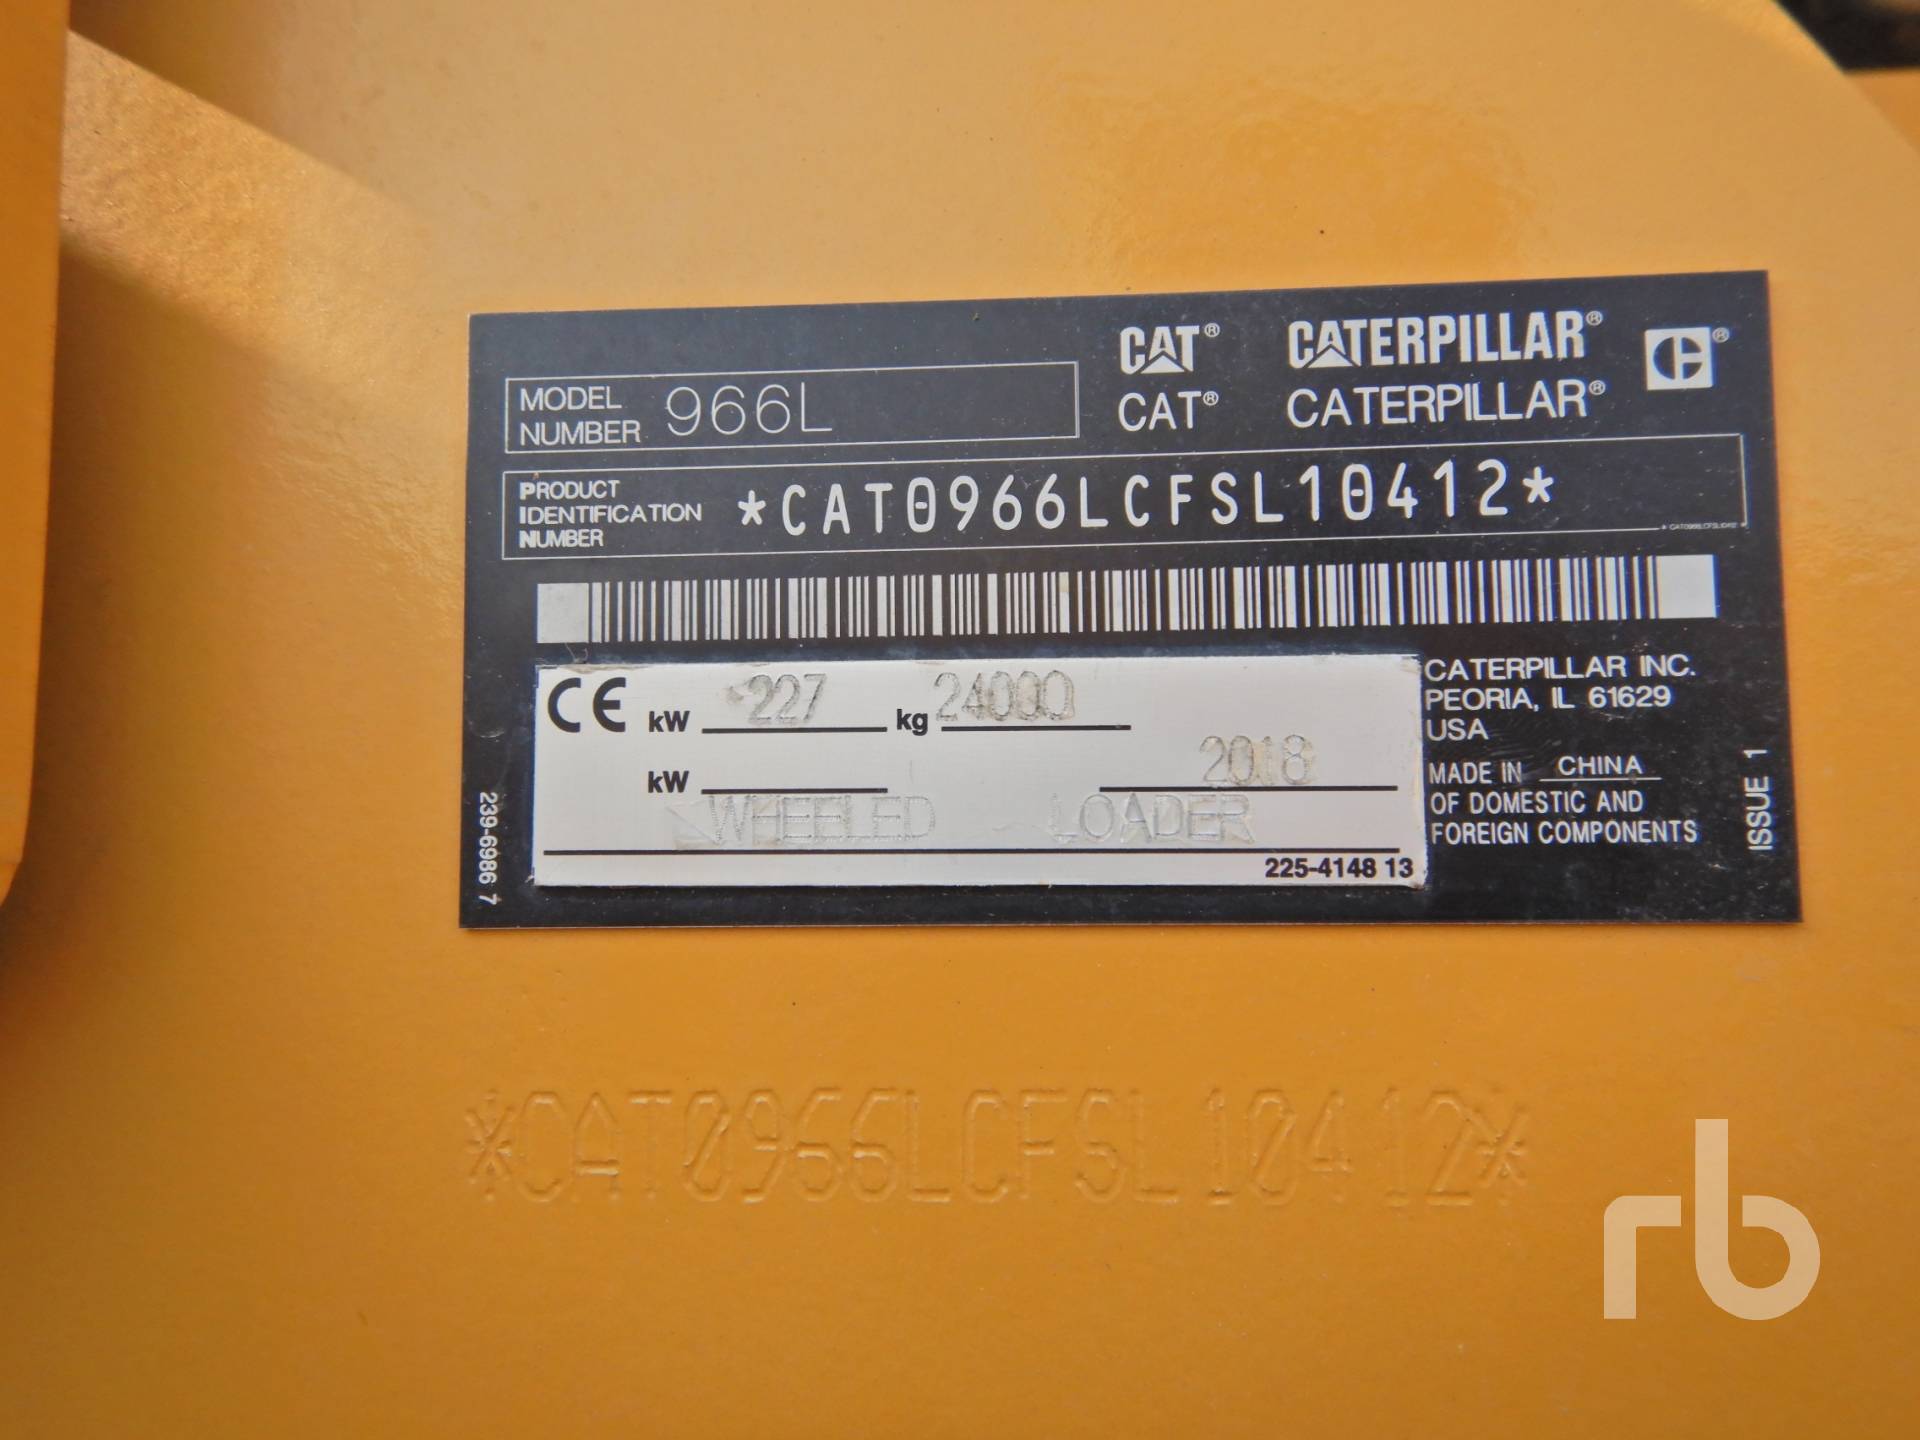 CAT® CATERPILLAR® ®
MODEL NUMBER 966L
CAT® CATERPILLAR®
PRODUCT IDENTIFICATION NUMBER *CAT0966LCFSL10412*
* CAT0966LCFSL10412 *
CE kW 227 kg 24000
kW 2018
WHEELED LOADER
225-4148 13
CATERPILLAR INC.
PEORIA, IL 61629
USA
MADE IN CHINA
OF DOMESTIC AND
FOREIGN COMPONENTS
239-6986 7
ISSUE 1
*CAT0966LCFSL10412*
rb